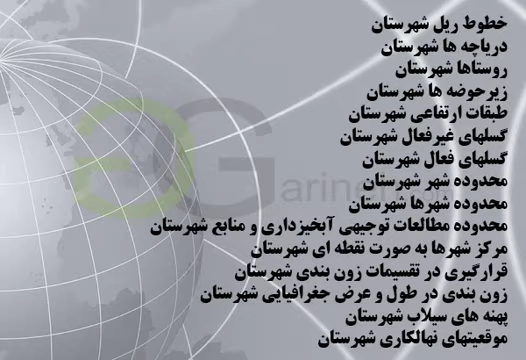 خطوط ریل شهرستان
دریاچه ها شهرستان
روستاها شهرستان
زیرحوضه ها شهرستان
طبقات ارتفاعی شهرستان
گسلهای غیرفعال شهرستان
گسلهای فعال شهرستان
محدوده شهر شهرستان
محدوده شهرها شهرستان
محدوده مطالعات توجیهی آبخیزداری و منابع شهرستان
مرکز شهرها به صورت نقطه ای شهرستان
قرارگیری در تقسیمات زون بندی شهرستان
زون بندی در طول و عرض جغرافیایی شهرستان
پهنه های سیلاب شهرستان
موقعیتهای نهالکاری شهرستان